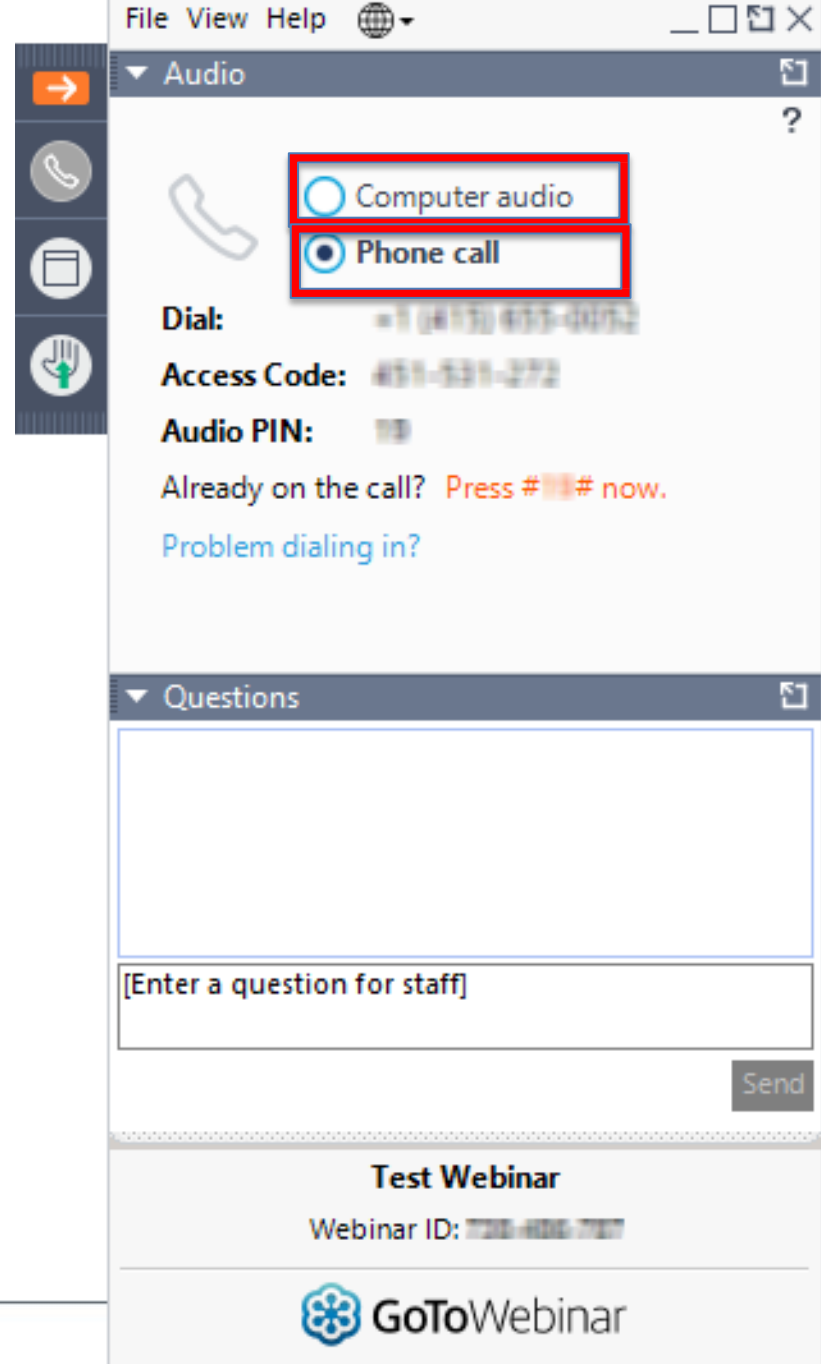 File View Help
Audio
?
Computer audio
Phone call
Dial:
Access Code:
Audio PIN:
Already on the call? Press # # now.
Problem dialing in?
Questions
[Enter a question for staff]
Send
Test Webinar
Webinar ID:
GoToWebinar